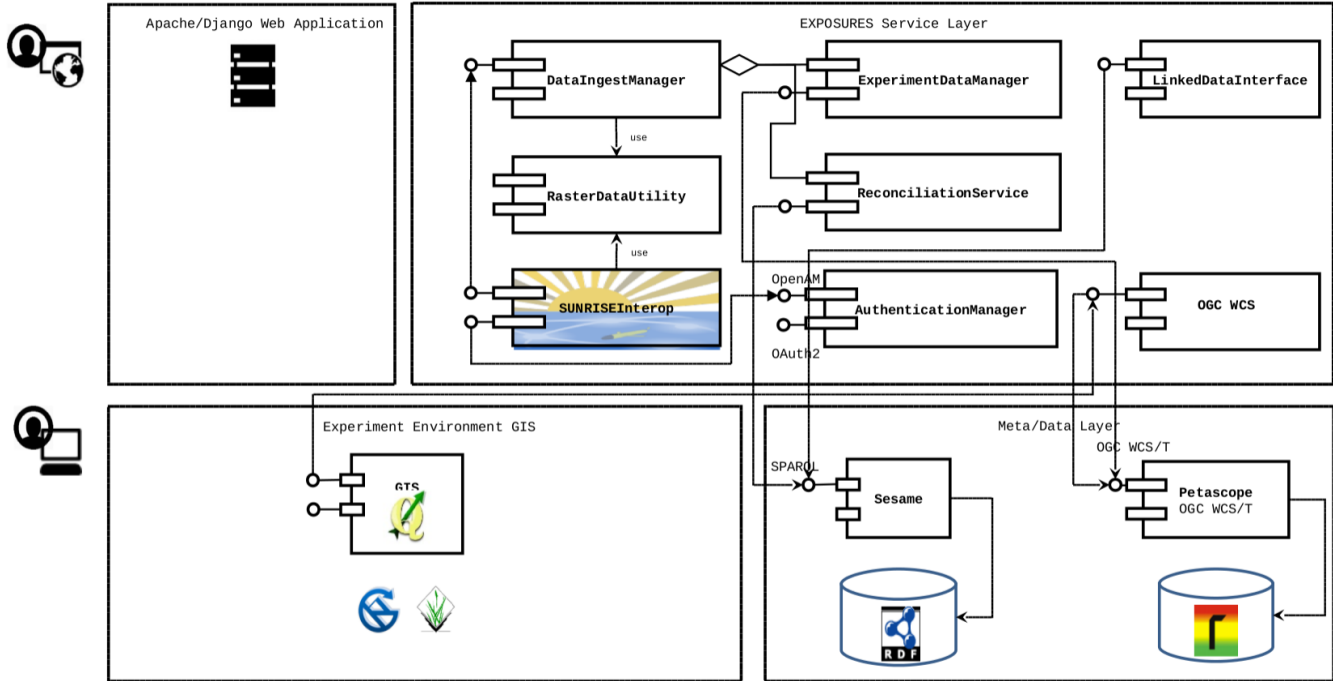 Apache/Django Web Application
EXPOSURES Service Layer
DataIngestManager
ExperimentDataManager
LinkedDataInterface
use
RasterDataUtility
ReconciliationService
use
SUNRISEInterop
OpenAM
AuthenticationManager
OAuth2
OGC WCS
Experiment Environment GIS
Meta/Data Layer
OGC WCS/T
GIS
SPARQL
Sesame
Petascope
OGC WCS/T
RDF